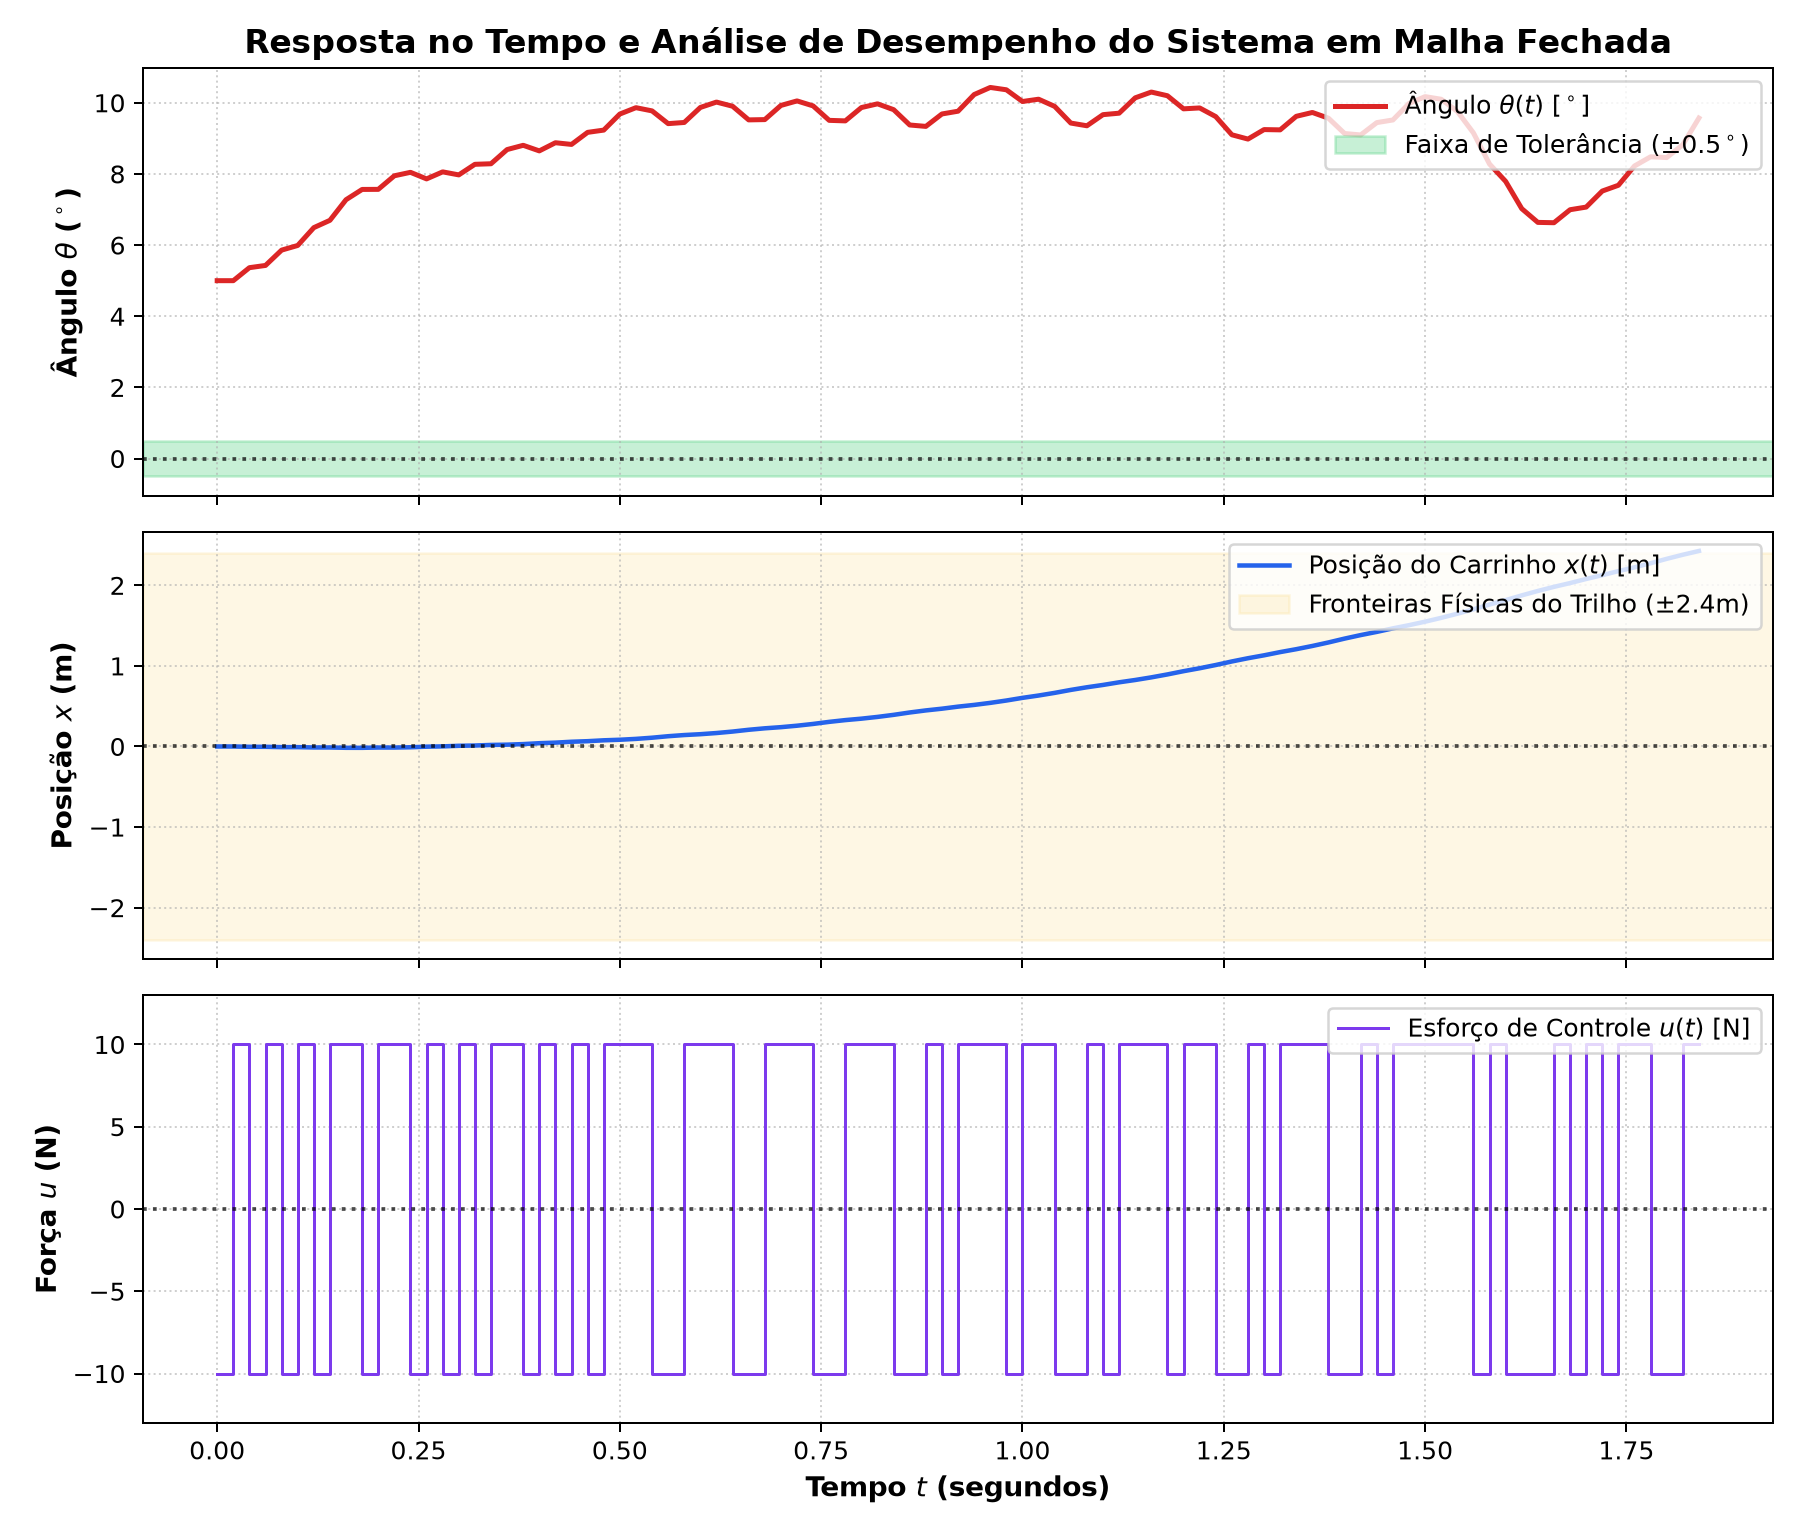 Resposta no Tempo e Análise de Desempenho do Sistema em Malha Fechada
10
8
6
4
2
0
Ângulo θ (°)
Ângulo θ(t) [°]
Faixa de Tolerância (±0.5°)
2
1
0
−1
−2
Posição x (m)
Posição do Carrinho x(t) [m]
Fronteiras Físicas do Trilho (±2.4m)
10
5
0
−5
−10
Força u (N)
Esforço de Controle u(t) [N]
0.00 0.25 0.50 0.75 1.00 1.25 1.50 1.75
Tempo t (segundos)